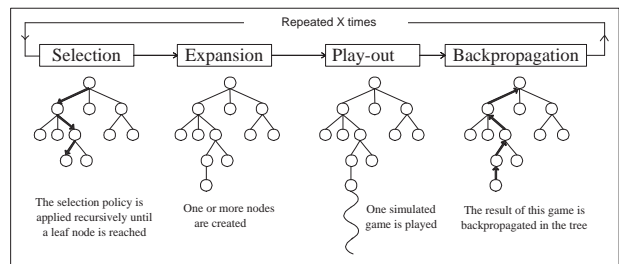 Repeated X times
Selection
Expansion
Play-out
Backpropagation
The selection policy is
applied recursively until
a leaf node is reached
One or more nodes
are created
One simulated
game is played
The result of this game is
backpropagated in the tree